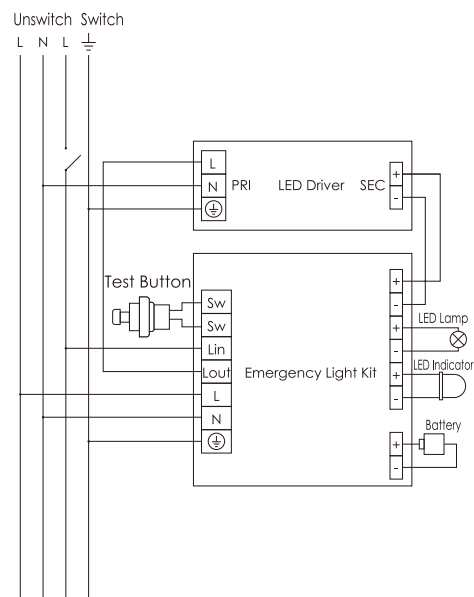 Unswitch Switch
L N L
L
N PRI LED Driver SEC + -
Test Button
Sw
Sw
Lin
Lout Emergency Light Kit
L
N
+
-
+ LED Lamp
-
+ LED Indicator
-
Battery
+
-